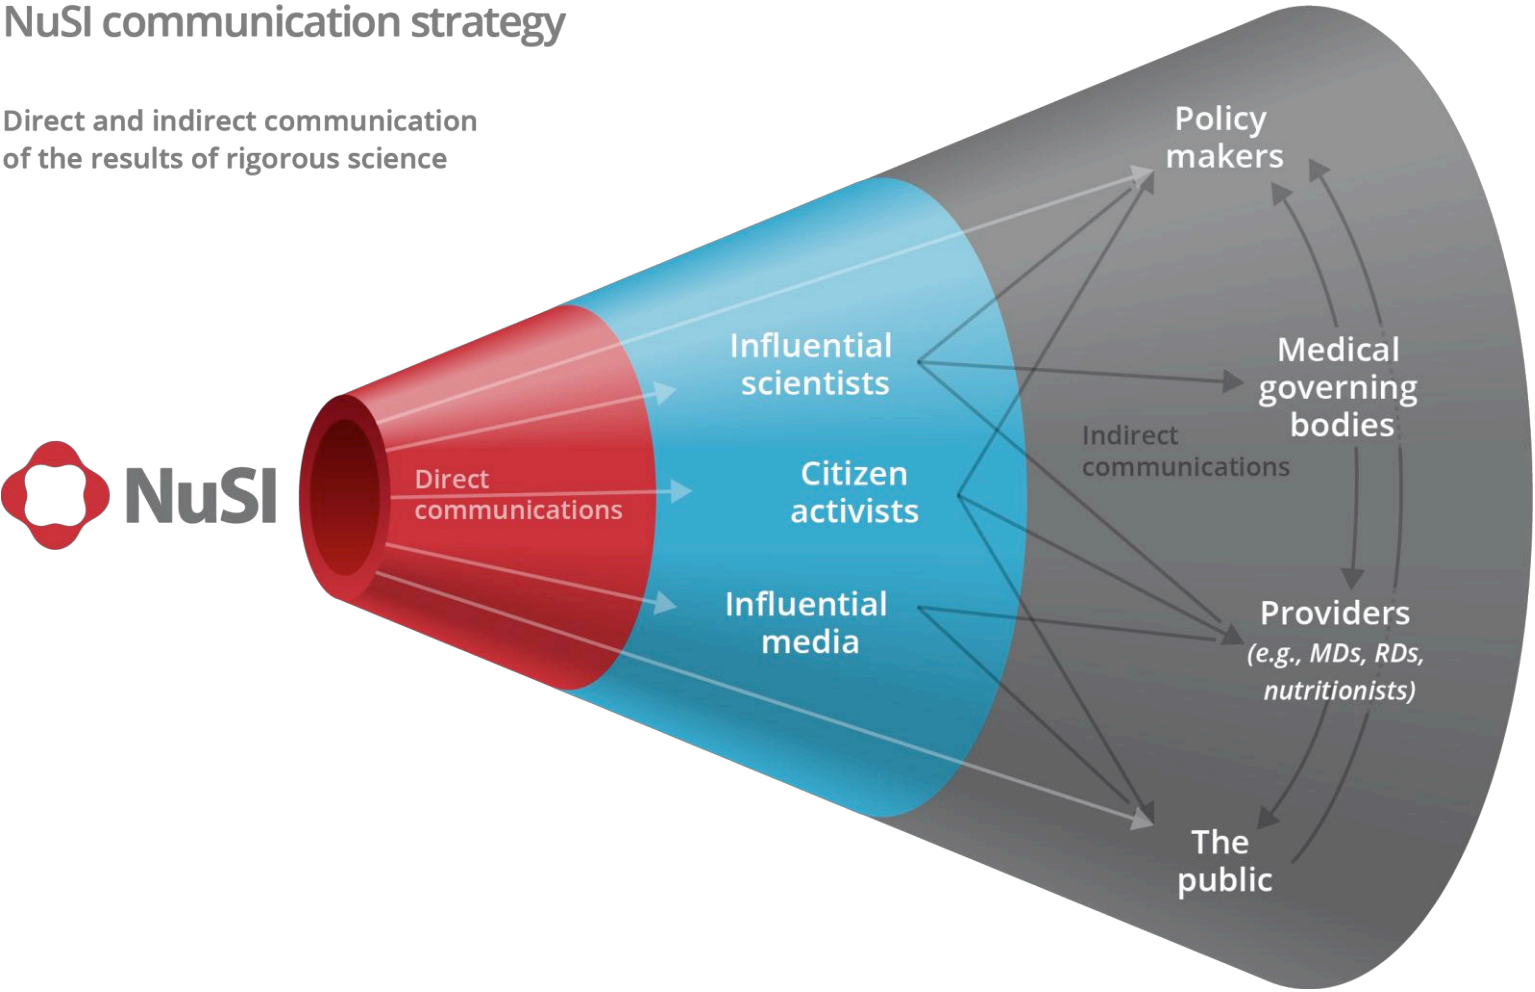 NuSI communication strategy
Direct and indirect communication
of the results of rigorous science
NuSI
Direct
communications
Influential
scientists
Citizen
activists
Influential
media
Indirect
communications
Policy
makers
Medical
governing
bodies
Providers
(e.g., MDs, RDs,
nutritionists)
The
public